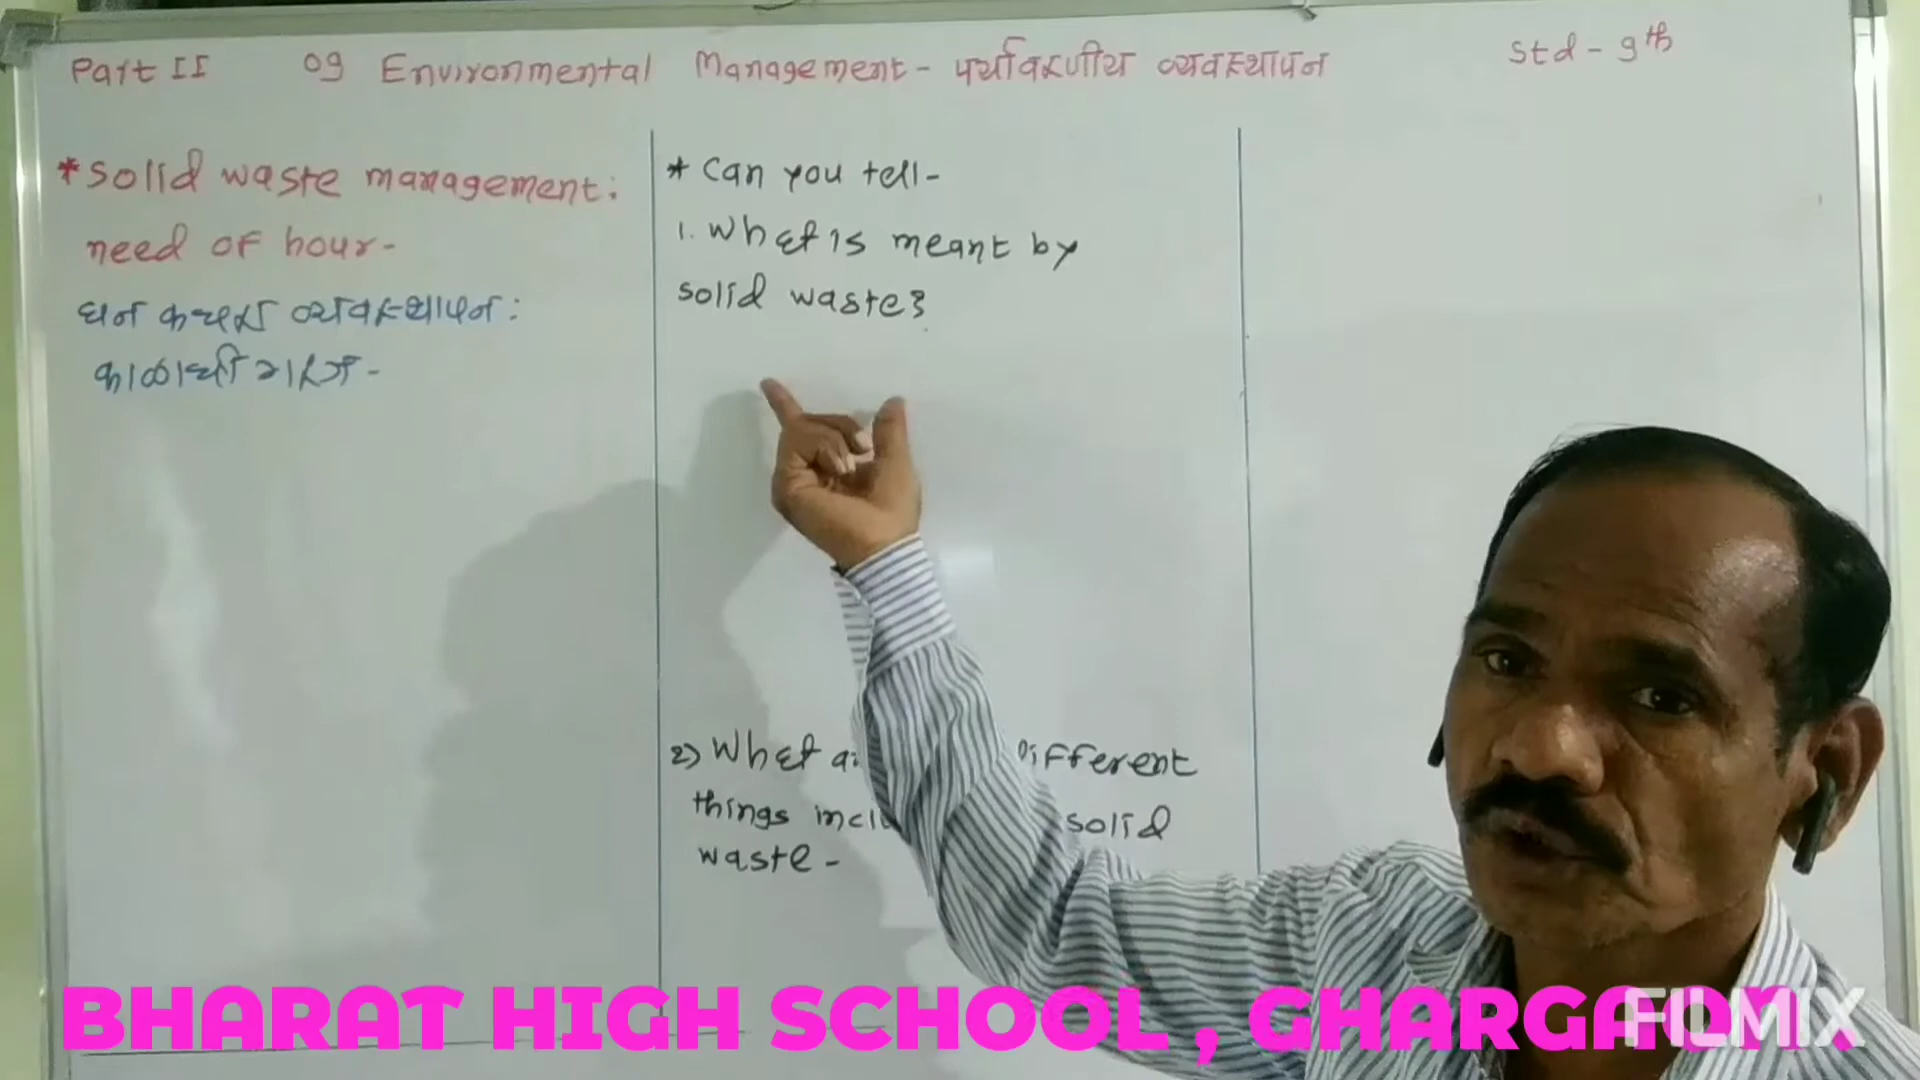 Part II 09 Environmental Management - पर्यावरणीय व्यवस्थापन Std - 9th
* Solid waste management:
need of hour-
घन कचरा व्यवस्थापन:
काळाची गरज -
* Can you tell-
1. What is meant by
solid waste?
2) What different
things solid
waste -
BHARAT HIGH SCHOOL, GHARGAON.
FILMIX